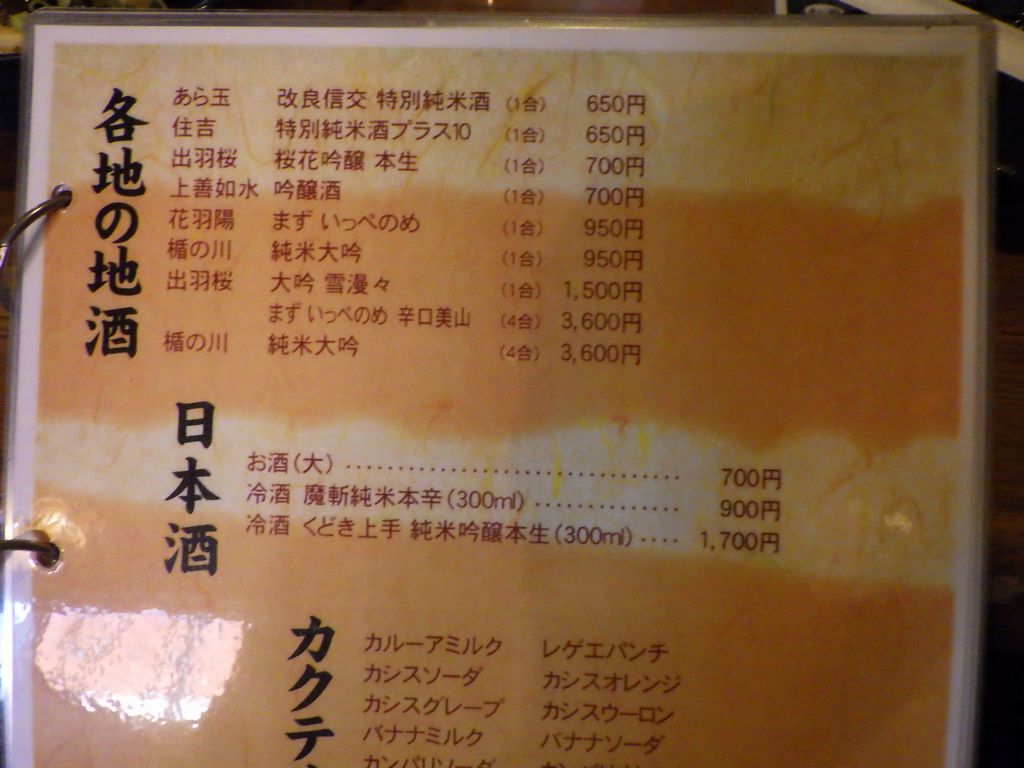 各地の地酒
あら玉 改良信交 特別純米酒 (1合) 650円
住吉 特別純米酒プラス10 (1合) 650円
出羽桜 桜花吟醸 本生 (1合) 700円
上善如水 吟醸酒 (1合) 700円
花羽陽 まず いっぺのめ (1合) 950円
楯の川 純米大吟 (1合) 950円
出羽桜 大吟 雪漫々 (1合) 1,500円
まず いっぺのめ 辛口美山 (4合) 3,600円
楯の川 純米大吟 (4合) 3,600円
日本酒
お酒(大) 700円
冷酒 魔斬純米本辛(300ml) 900円
冷酒 くどき上手 純米吟醸本生(300ml) 1,700円
カクテ
カルーアミルク レゲエパンチ
カシスソーダ カシスオレンジ
カシスグレープ カシスウーロン
バナナミルク バナナソーダ
カンパリソーダ